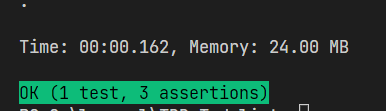 .
Time: 00:00.162, Memory: 24.00 MB
OK (1 test, 3 assertions)